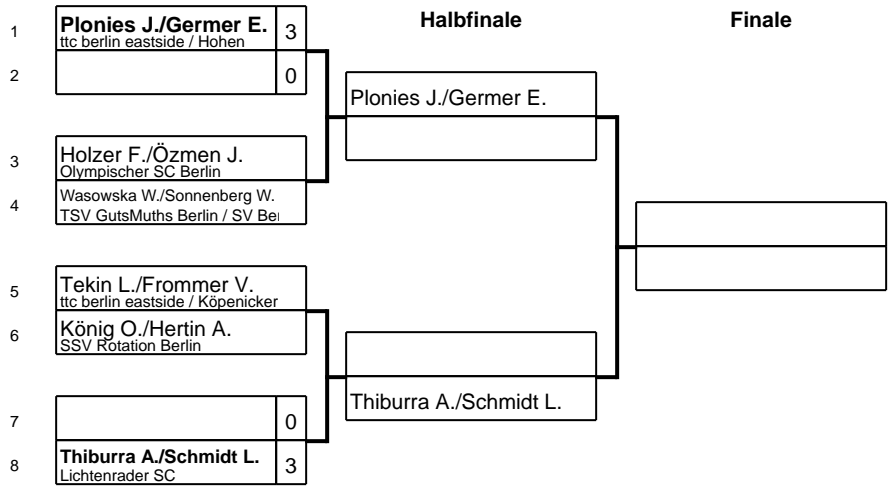 Halbfinale
Finale
1 Plonies J./Germer E. 3
ttc berlin eastside / Hohen
2 0
Plonies J./Germer E.
3 Holzer F./Özmen J.
Olympischer SC Berlin
4 Wasowska W./Sonnenberg W.
TSV GutsMuths Berlin / SV Ber
5 Tekin L./Frommer V.
ttc berlin eastside / Köpenicker
6 König O./Hertin A.
SSV Rotation Berlin
Thiburra A./Schmidt L.
7 0
8 Thiburra A./Schmidt L. 3
Lichtenrader SC